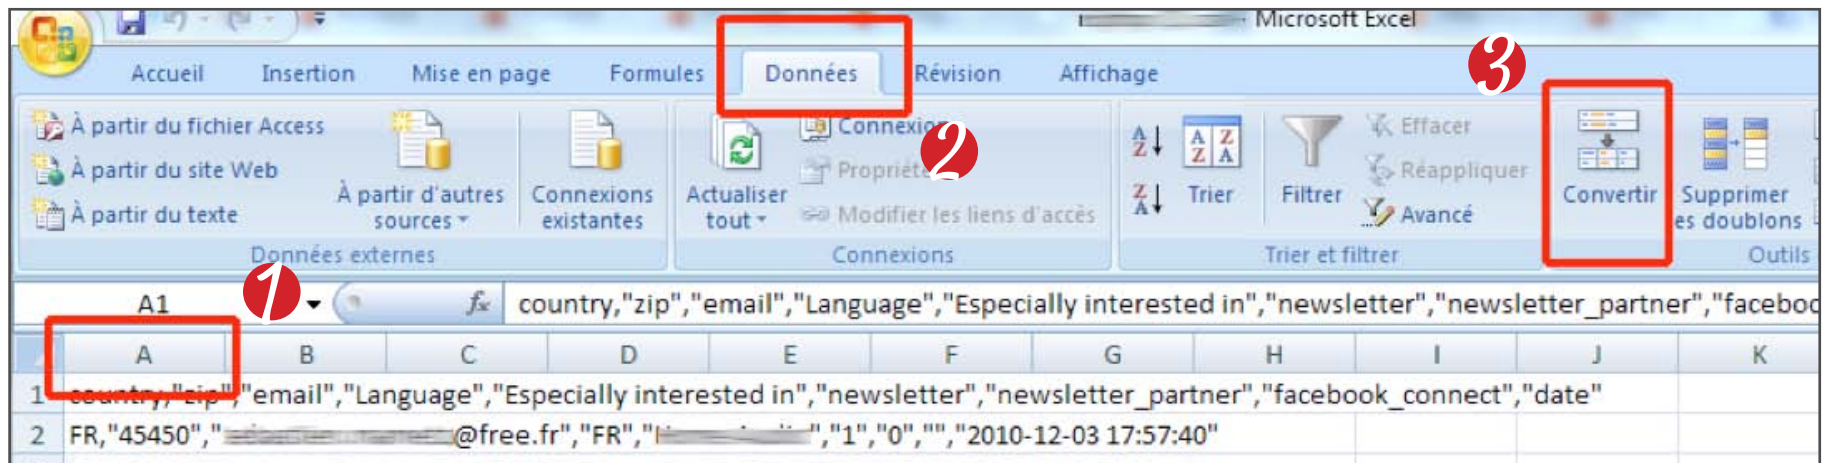 Microsoft Excel
3
Accueil Insertion Mise en page Formules Données Révision Affichage
À partir du fichier Access
À partir du site Web
À partir du texte
À partir d'autres
sources
Connexions
existantes
Données externes
Actualiser
tout
2
Modifier les liens d'accès
Connexions
Trier
Filtrer
Effacer
Réappliquer
Avancé
Trier et filtrer
Convertir
Supprimer
es doublons
Outils
1
A1 fx country,"zip","email","Language","Especially interested in","newsletter","newsletter_partner","faceboo
A B C D E F G H I J K
1 country,"zip","email","Language","Especially interested in","newsletter","newsletter_partner","facebook_connect","date"
2 FR,"45450"," @free.fr","FR"," ","1","0","","2010-12-03 17:57:40"